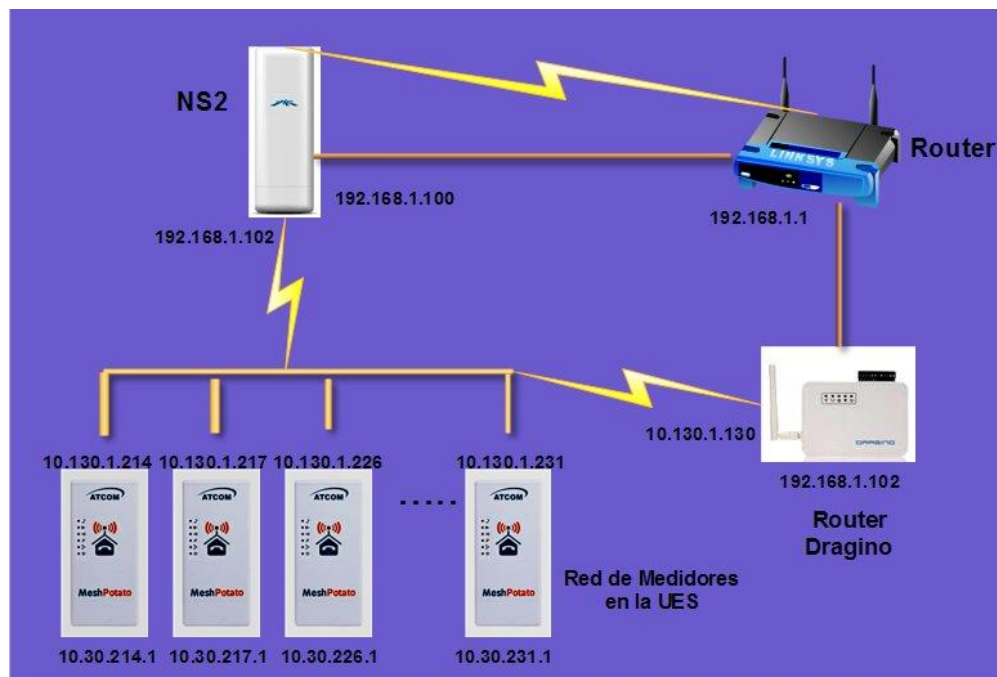 NS2
Router
LINKSYS
192.168.1.100
192.168.1.1
192.168.1.102
10.130.1.130
DRAGINO
10.130.1.214
10.130.1.217
10.130.1.226
10.130.1.231
192.168.1.102
ATCOM
ATCOM
ATCOM
ATCOM
Router
Dragino
Red de Medidores
en la UES
MeshPotato
MeshPotato
MeshPotato
MeshPotato
10.30.214.1
10.30.217.1
10.30.226.1
10.30.231.1